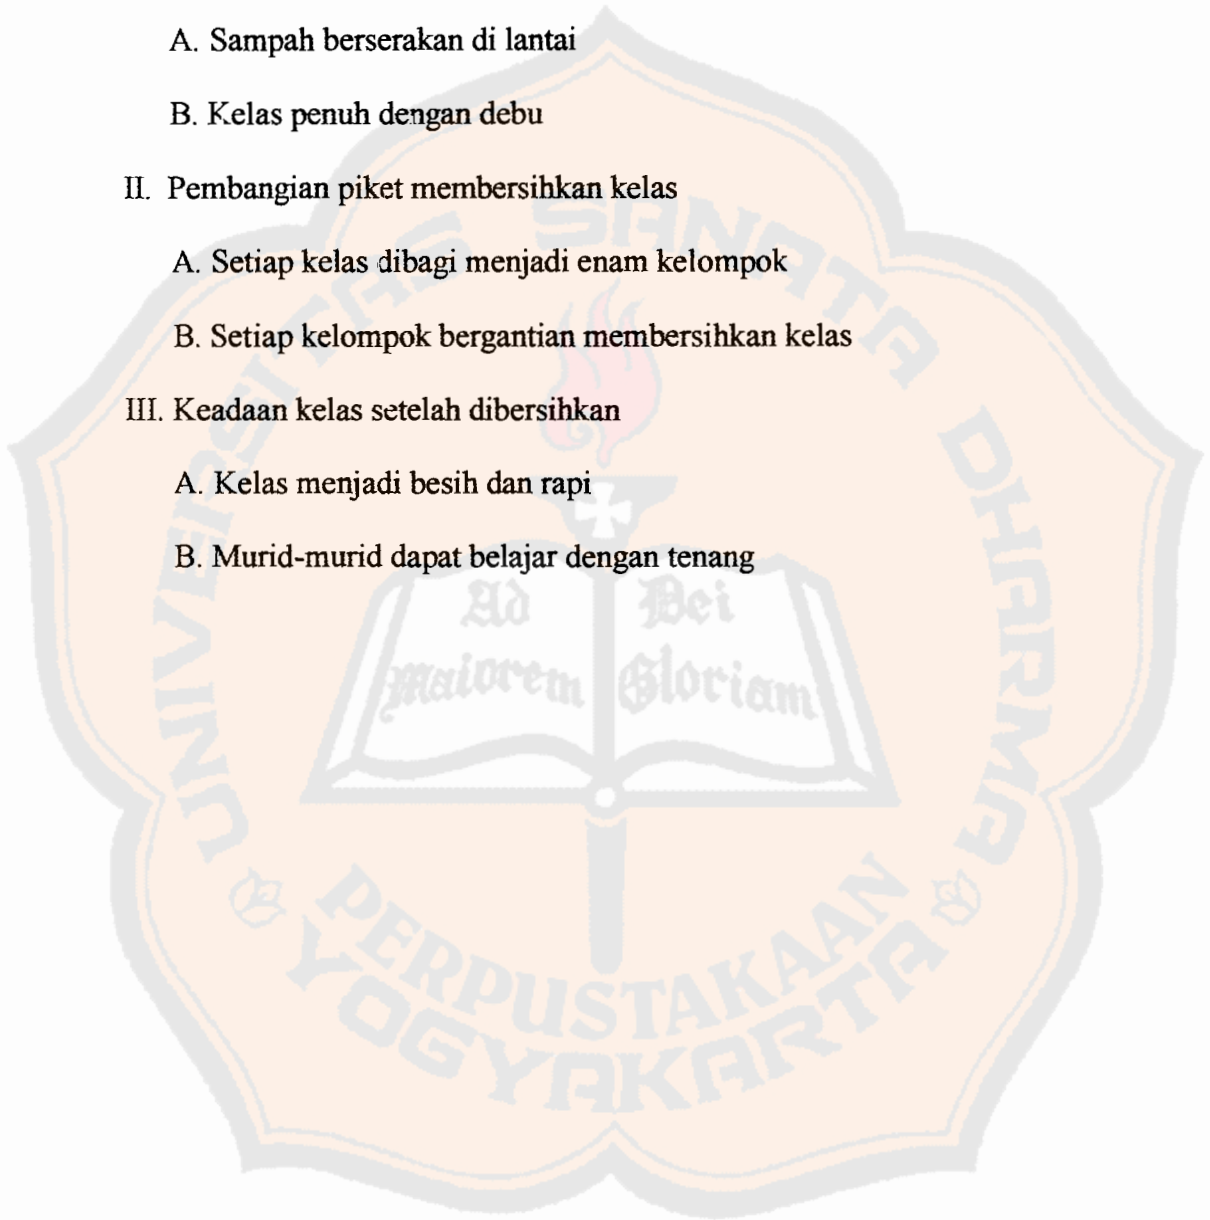 A. Sampah berserakan di lantai
B. Kelas penuh dengan debu
II. Pembangian piket membersihkan kelas
A. Setiap kelas dibagi menjadi enam kelompok
B. Setiap kelompok bergantian membersihkan kelas
III. Keadaan kelas setelah dibersihkan
A. Kelas menjadi besih dan rapi
B. Murid-murid dapat belajar dengan tenang
UNIVERSITAS SANATA DHARMA
Ad Dei
maiorem Gloriam
PERPUSTAKAAN
YOGYAKARTA